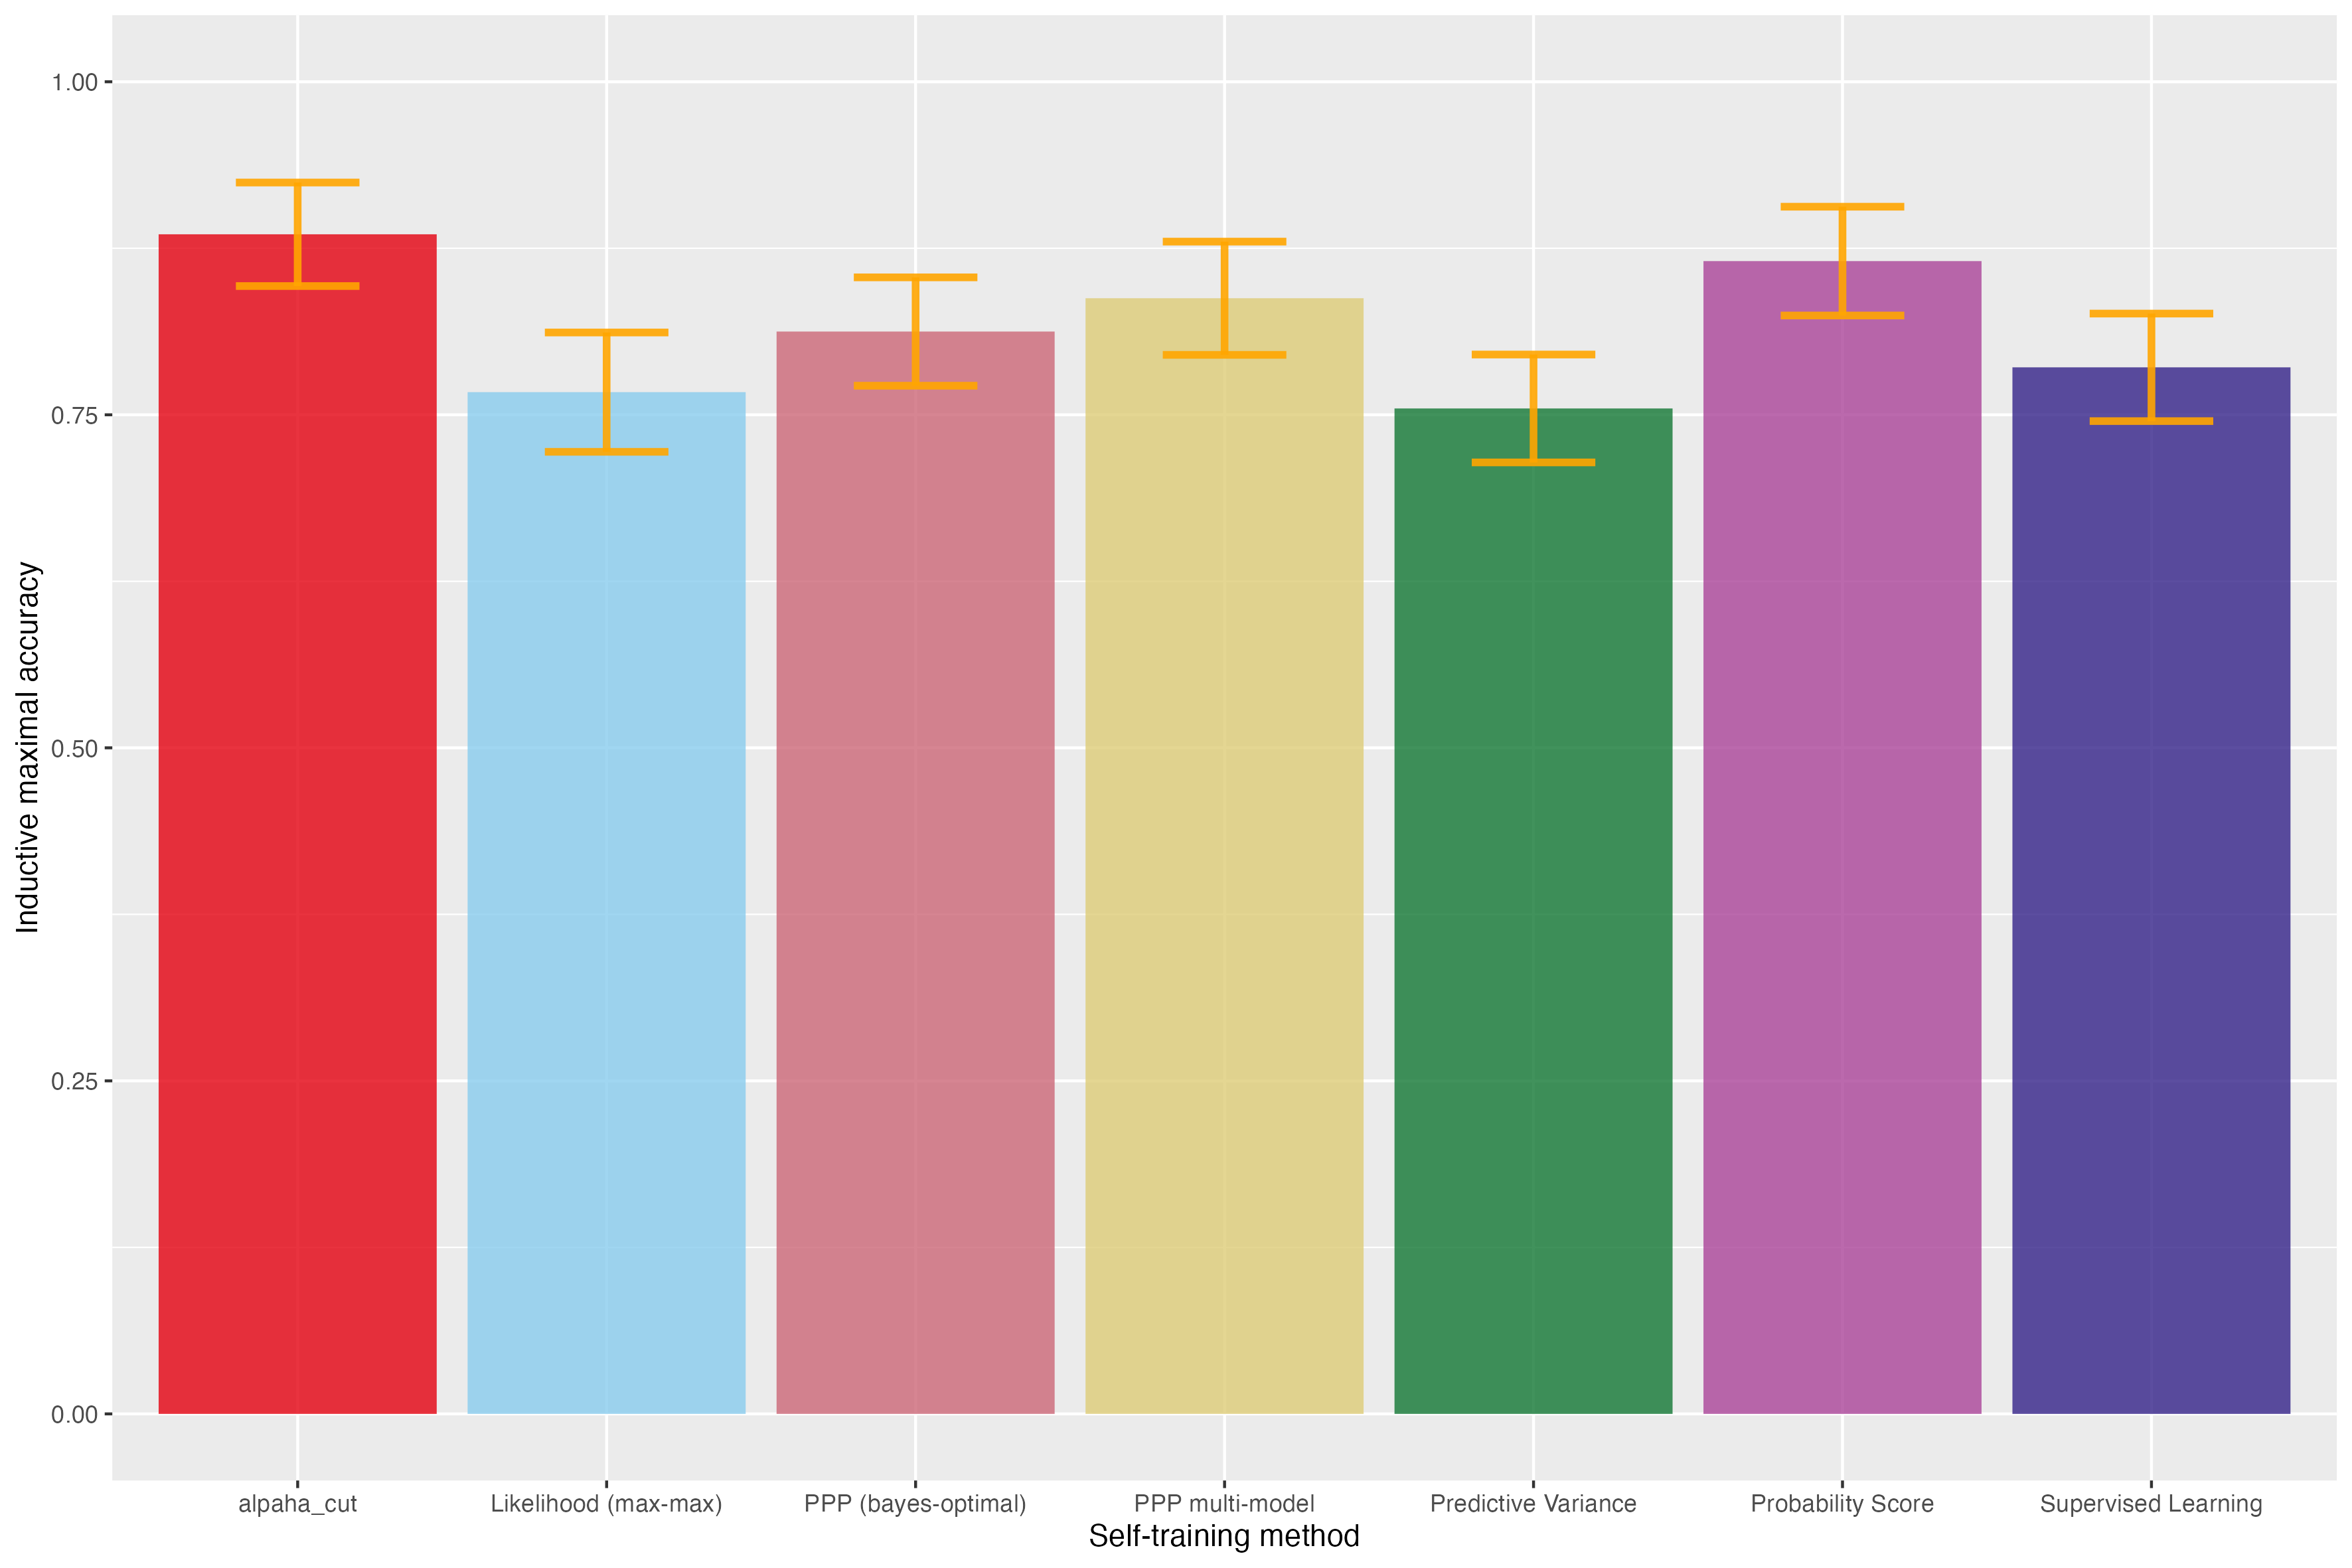 Inductive maximal accuracy
1.00
0.75
0.50
0.25
0.00
alpaha_cut
Likelihood (max-max)
PPP (bayes-optimal)
PPP multi-model
Predictive Variance
Probability Score
Supervised Learning
Self-training method